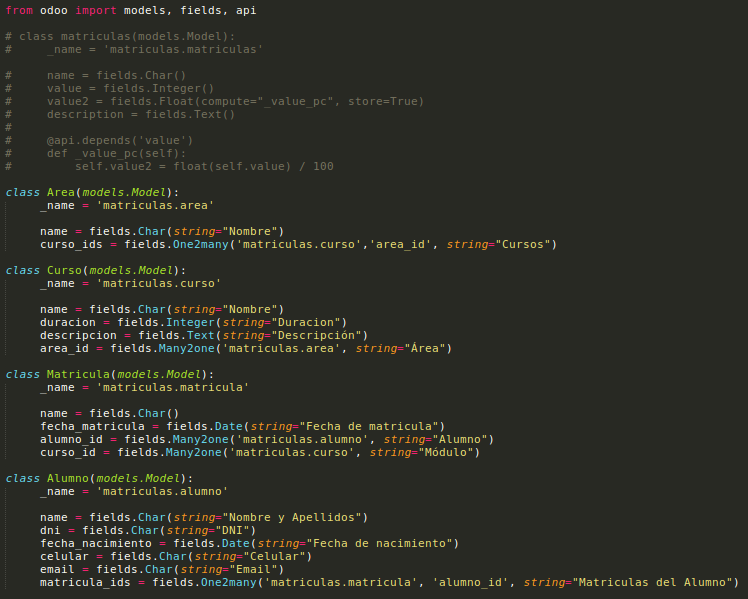 from odoo import models, fields, api
# class matriculas(models.Model):
#     _name = 'matriculas.matriculas'
#     name = fields.Char()
#     value = fields.Integer()
#     value2 = fields.Float(compute="_value_pc", store=True)
#     description = fields.Text()
#
#     @api.depends('value')
#     def _value_pc(self):
#         self.value2 = float(self.value) / 100
class Area(models.Model):
     _name = 'matriculas.area'
     name = fields.Char(string="Nombre")
     curso_ids = fields.One2many('matriculas.curso','area_id', string="Cursos")
class Curso(models.Model):
     _name = 'matriculas.curso'
     name = fields.Char(string="Nombre")
     duracion = fields.Integer(string="Duracion")
     descripcion = fields.Text(string="Descripción")
     area_id = fields.Many2one('matriculas.area', string="Área")
class Matricula(models.Model):
     _name = 'matriculas.matricula'
     name = fields.Char()
     fecha_matricula = fields.Date(string="Fecha de matricula")
     alumno_id = fields.Many2one('matriculas.alumno', string="Alumno")
     curso_id = fields.Many2one('matriculas.curso', string="Módulo")
class Alumno(models.Model):
     _name = 'matriculas.alumno'
     name = fields.Char(string="Nombre y Apellidos")
     dni = fields.Char(string="DNI")
     fecha_nacimiento = fields.Date(string="Fecha de nacimiento")
     celular = fields.Char(string="Celular")
     email = fields.Char(string="Email")
     matricula_ids = fields.One2many('matriculas.matricula', 'alumno_id', string="Matriculas del Alumno")